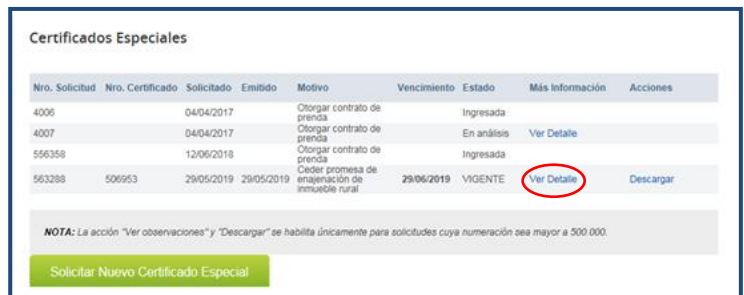 Certificados Especiales
Nro. Solicitud Nro. Certificado Solicitado Emitido Motivo Vencimiento Estado Más Información Acciones
4006 04/04/2017 Otorgar contrato de prenda Ingresada
4007 04/04/2017 Otorgar contrato de prenda En análisis Ver Detalle
556358 12/06/2018 Otorgar contrato de prenda Ingresada
563288 506953 29/05/2019 29/05/2019 Ceder promesa de enajenación de inmueble rural 29/06/2019 VIGENTE Ver Detalle Descargar
NOTA: La acción "Ver observaciones" y "Descargar" se habilita únicamente para solicitudes cuya numeración sea mayor a 500.000.
Solicitar Nuevo Certificado Especial